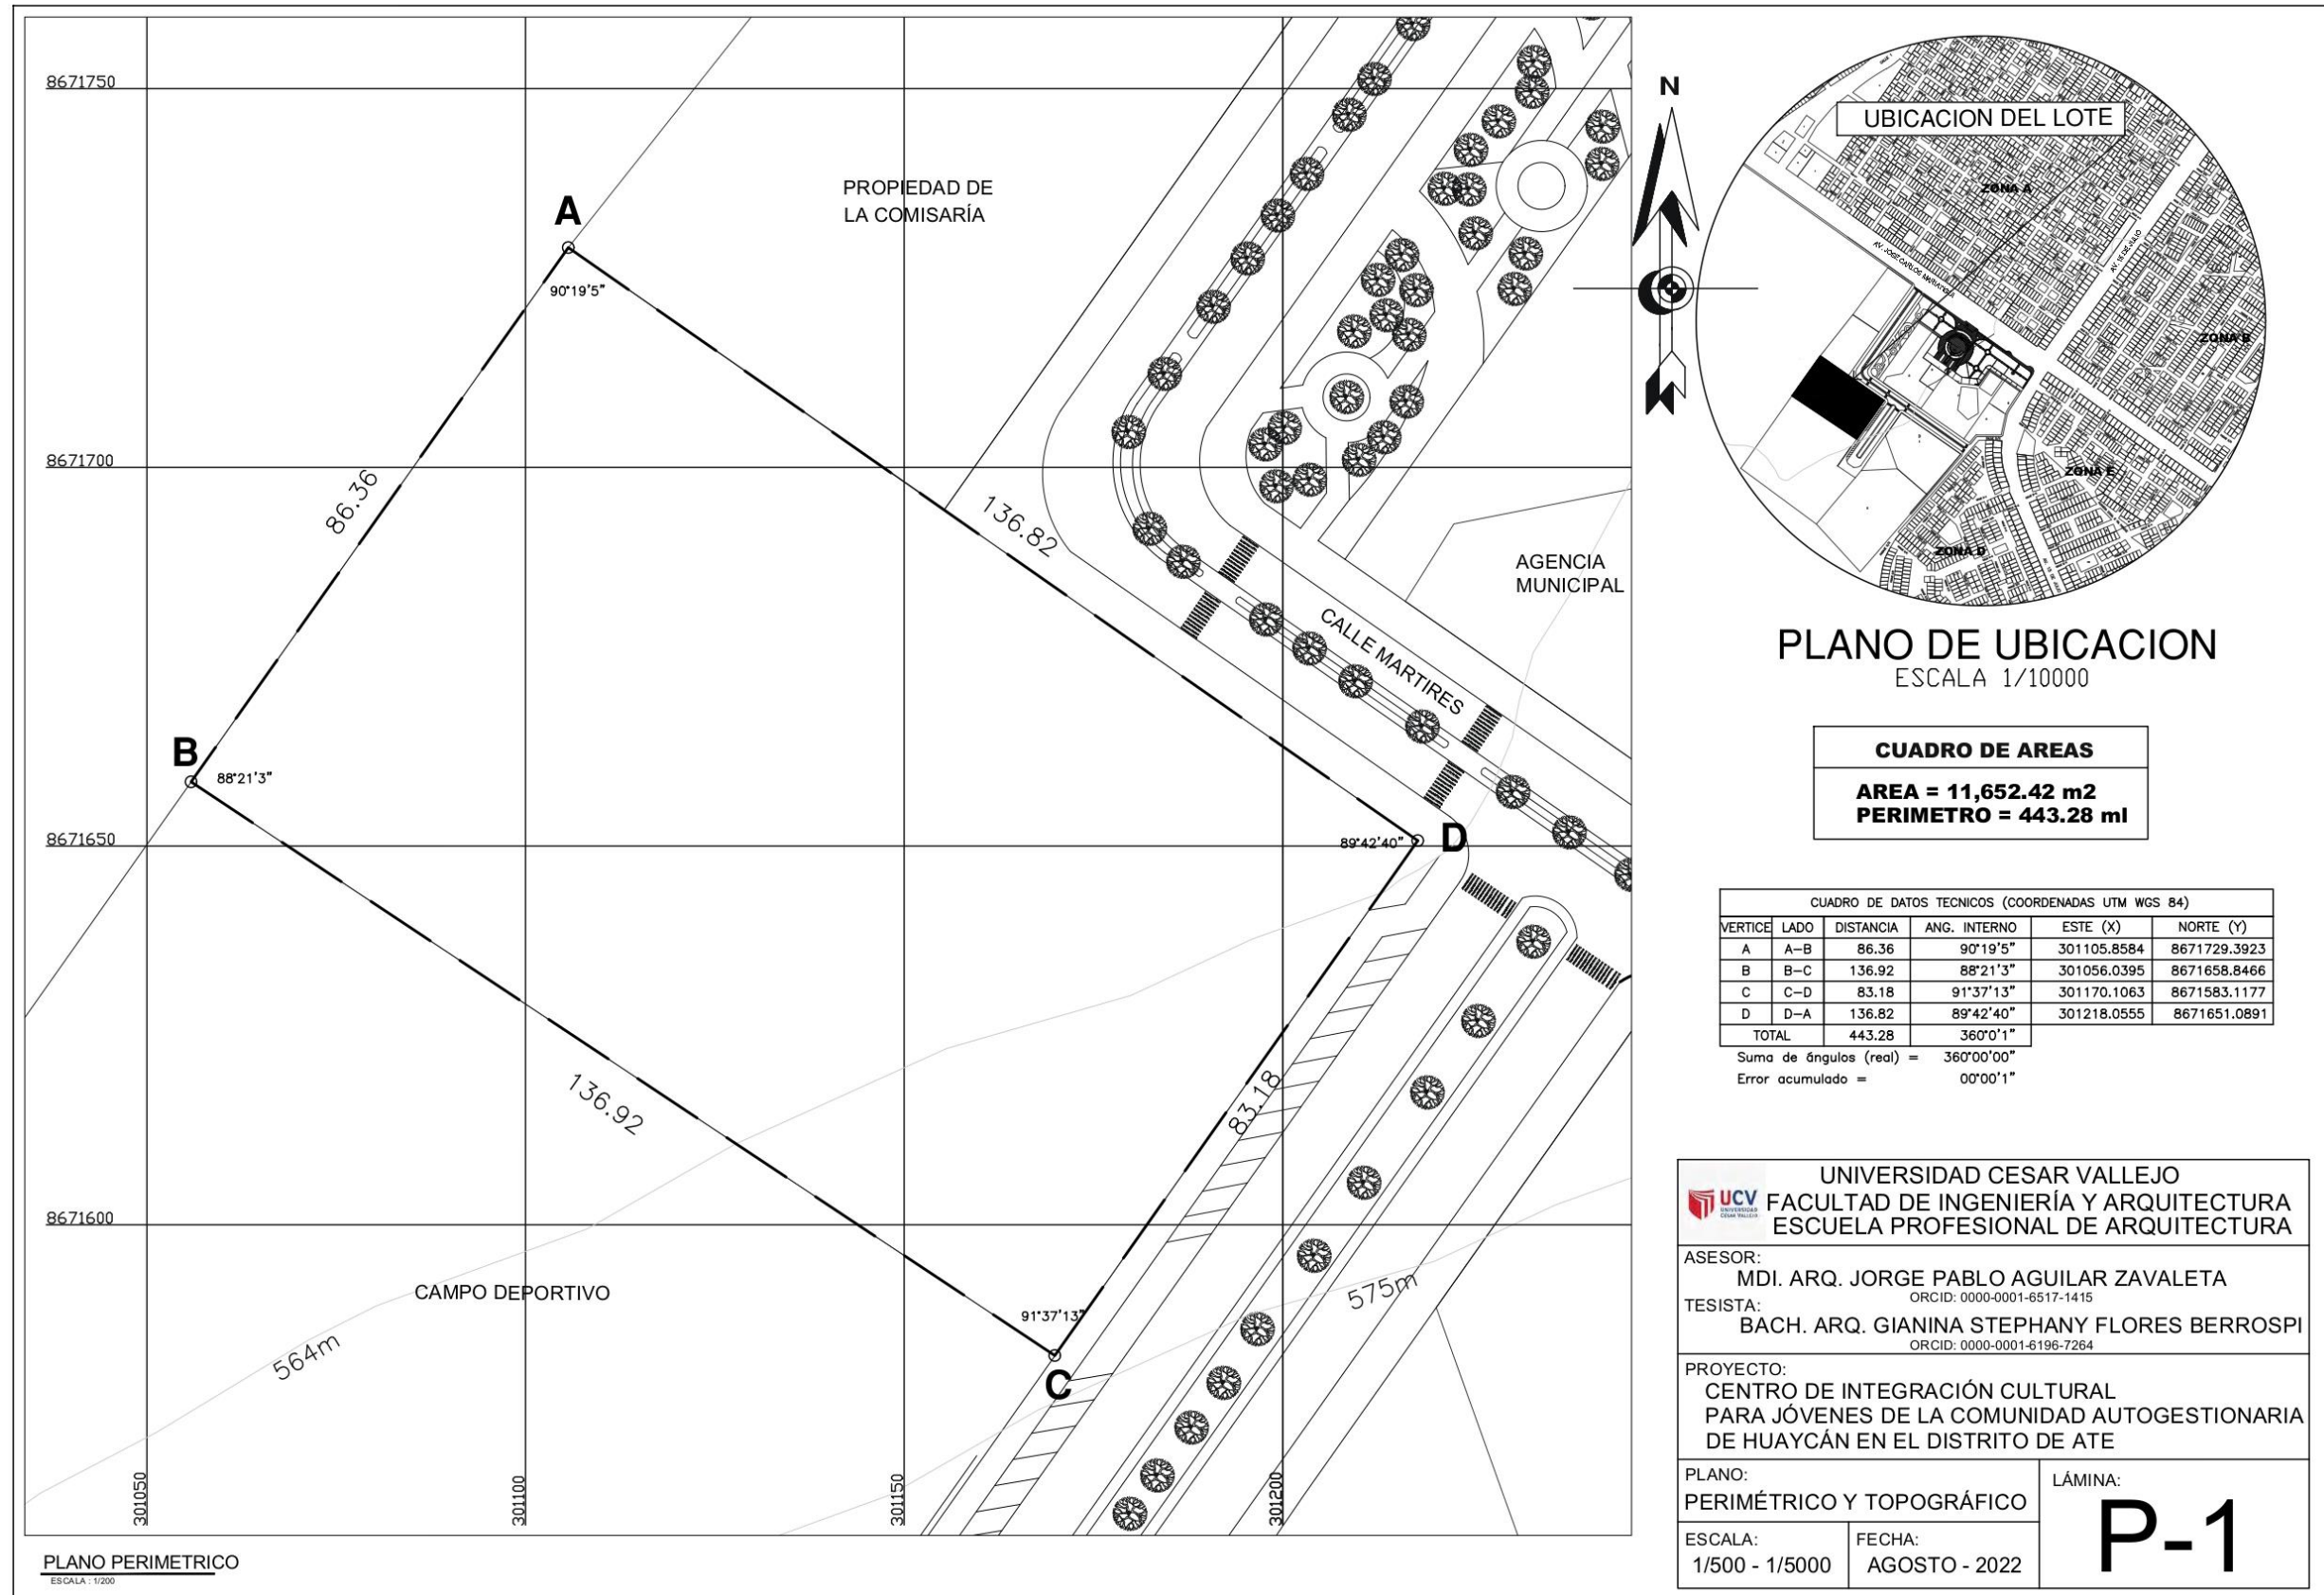 8671750
8671700
8671650
8671600
301050
301100
301150
301200
A
90°19'5"
B
88°21'3"
C
91°37'13"
D
89°42'40"
86.36
136.82
136.92
83.18
PROPIEDAD DE
LA COMISARÍA
AGENCIA
MUNICIPAL
CALLE MARTIRES
CAMPO DEPORTIVO
564m
575m
PLANO PERIMETRICO
ESCALA : 1/200
N
UBICACION DEL LOTE
ZONA A
ZONA B
ZONA E
ZONA D
PLANO DE UBICACION
ESCALA 1/10000
CUADRO DE AREAS
AREA = 11,652.42 m2
PERIMETRO = 443.28 ml
CUADRO DE DATOS TECNICOS (COORDENADAS UTM WGS 84)
VERTICE LADO DISTANCIA ANG. INTERNO ESTE (X) NORTE (Y)
A A-B 86.36 90°19'5" 301105.8584 8671729.3923
B B-C 136.92 88°21'3" 301056.0395 8671658.8466
C C-D 83.18 91°37'13" 301170.1063 8671583.1177
D D-A 136.82 89°42'40" 301218.0555 8671651.0891
TOTAL 443.28 360°0'1"
Suma de ángulos (real) = 360°00'00"
Error acumulado = 00°00'1"
UCV
UNIVERSIDAD
CÉSAR VALLEJO
UNIVERSIDAD CESAR VALLEJO
FACULTAD DE INGENIERÍA Y ARQUITECTURA
ESCUELA PROFESIONAL DE ARQUITECTURA
ASESOR:
MDI. ARQ. JORGE PABLO AGUILAR ZAVALETA
ORCID: 0000-0001-6517-1415
TESISTA:
BACH. ARQ. GIANINA STEPHANY FLORES BERROSPI
ORCID: 0000-0001-6196-7264
PROYECTO:
CENTRO DE INTEGRACIÓN CULTURAL
PARA JÓVENES DE LA COMUNIDAD AUTOGESTIONARIA
DE HUAYCÁN EN EL DISTRITO DE ATE
PLANO:
PERIMÉTRICO Y TOPOGRÁFICO
LÁMINA:
P-1
ESCALA:
1/500 - 1/5000
FECHA:
AGOSTO - 2022